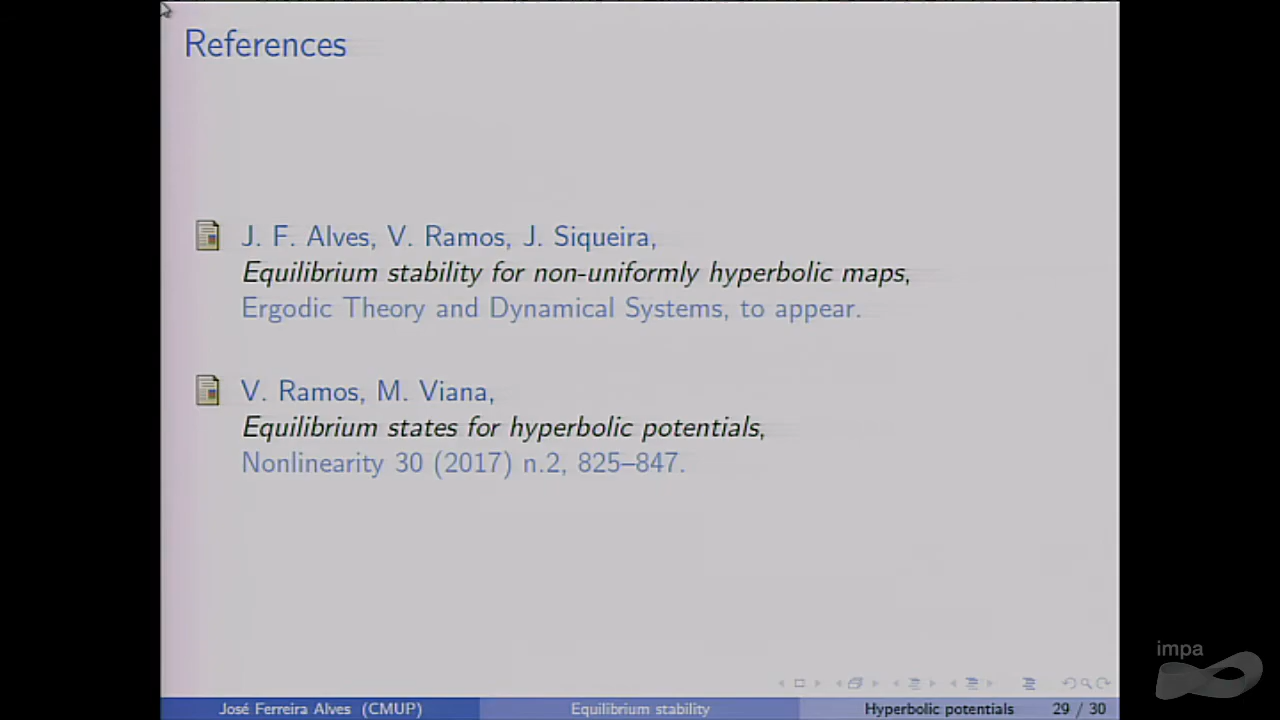 References
J. F. Alves, V. Ramos, J. Siqueira,
Equilibrium stability for non-uniformly hyperbolic maps,
Ergodic Theory and Dynamical Systems, to appear.
V. Ramos, M. Viana,
Equilibrium states for hyperbolic potentials,
Nonlinearity 30 (2017) n.2, 825–847.
impa
José Ferreira Alves (CMUP) Equilibrium stability Hyperbolic potentials 29 / 30